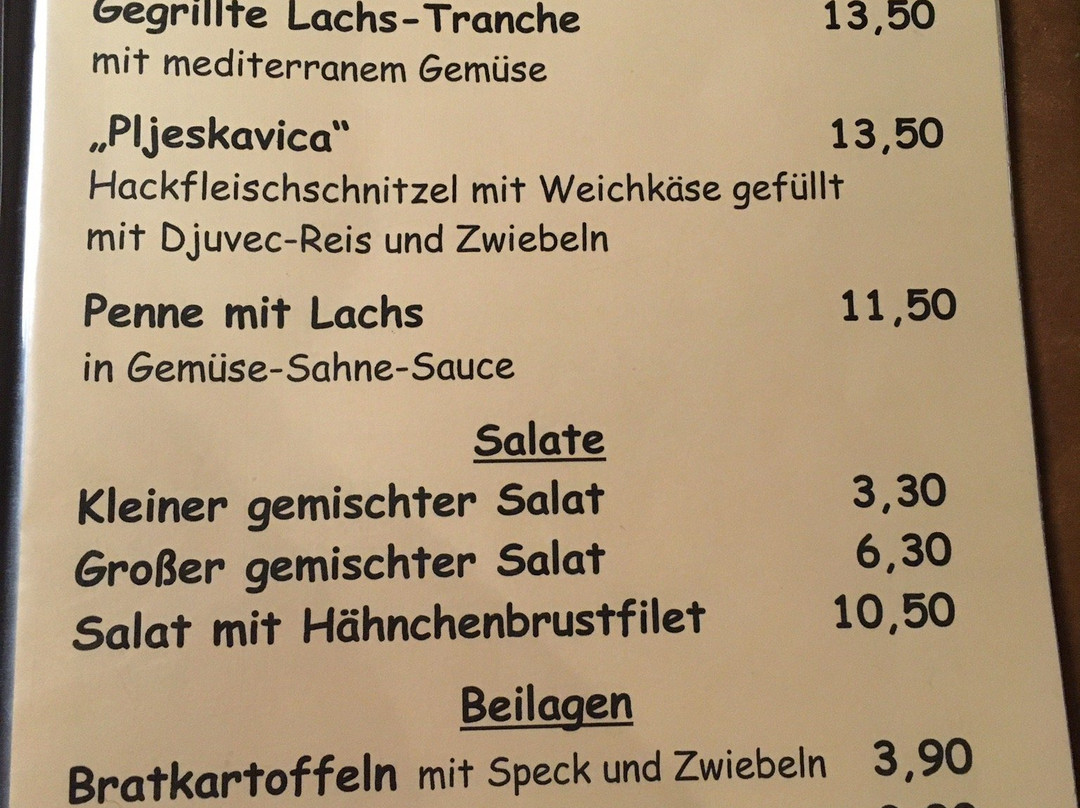 Gegrillte Lachs-Tranche 13,50
mit mediterranem Gemüse
„Pljeskavica“ 13,50
Hackfleischschnitzel mit Weichkäse gefüllt
mit Djuvec-Reis und Zwiebeln
Penne mit Lachs 11,50
in Gemüse-Sahne-Sauce
Salate
Kleiner gemischter Salat 3,30
Großer gemischter Salat 6,30
Salat mit Hähnchenbrustfilet 10,50
Beilagen
Bratkartoffeln mit Speck und Zwiebeln 3,90